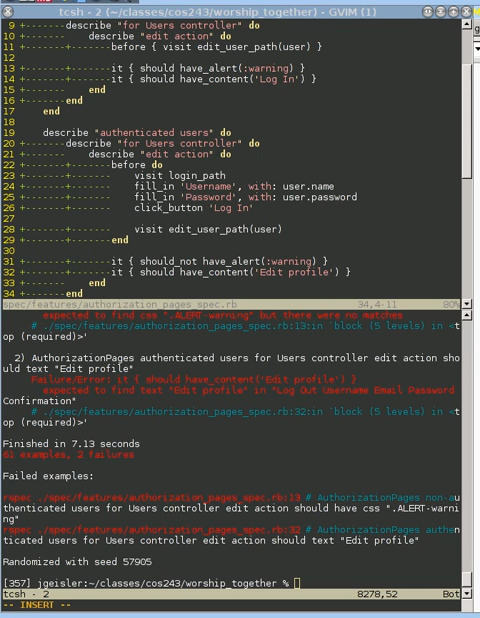 tcsh - 2 (~/classes/cos243/worship_together) - GVIM (1)
9 +-------describe "for Users controller" do
10 +-------+-------    describe "edit action" do
11 +-------+-------+-------before { visit edit_user_path(user) }
12
13 +-------+-------+-------it { should have_alert(:warning) }
14 +-------+-------+-------it { should have_content('Log In') }
15 +-------+-------    end
16 +-------end
17     end
18
19     describe "authenticated users" do
20 +-------describe "for Users controller" do
21 +-------+-------    describe "edit action" do
22 +-------+-------+-------before do
23 +-------+-------+-------    visit login_path
24 +-------+-------+-------    fill_in 'Username', with: user.name
25 +-------+-------+-------    fill_in 'Password', with: user.password
26 +-------+-------+-------    click_button 'Log In'
27
28 +-------+-------+-------    visit edit_user_path(user)
29 +-------+-------+-------end
30
31 +-------+-------+-------it { should_not have_alert(:warning) }
32 +-------+-------+-------it { should have_content('Edit profile') }
33 +-------+-------    end
34 +-------end
spec/features/authorization_pages_spec.rb 34,4-11 80%
expected to find css ".ALERT-warning" but there were no matches
# ./spec/features/authorization_pages_spec.rb:13:in `block (5 levels) in <t
op (required)>'
2) AuthorizationPages authenticated users for Users controller edit action sho
uld text "Edit profile"
Failure/Error: it { should have_content('Edit profile') }
expected to find text "Edit profile" in "Log Out Username Email Password
Confirmation"
# ./spec/features/authorization_pages_spec.rb:32:in `block (5 levels) in <t
op (required)>'
Finished in 7.13 seconds
61 examples, 2 failures
Failed examples:
rspec ./spec/features/authorization_pages_spec.rb:13 # AuthorizationPages non-au
thenticated users for Users controller edit action should have css ".ALERT-warni
ng"
rspec ./spec/features/authorization_pages_spec.rb:32 # AuthorizationPages authen
ticated users for Users controller edit action should text "Edit profile"
Randomized with seed 57905
[357] jgeisler:~/classes/cos243/worship_together %
tcsh - 2 8278,52 Bot
-- INSERT --